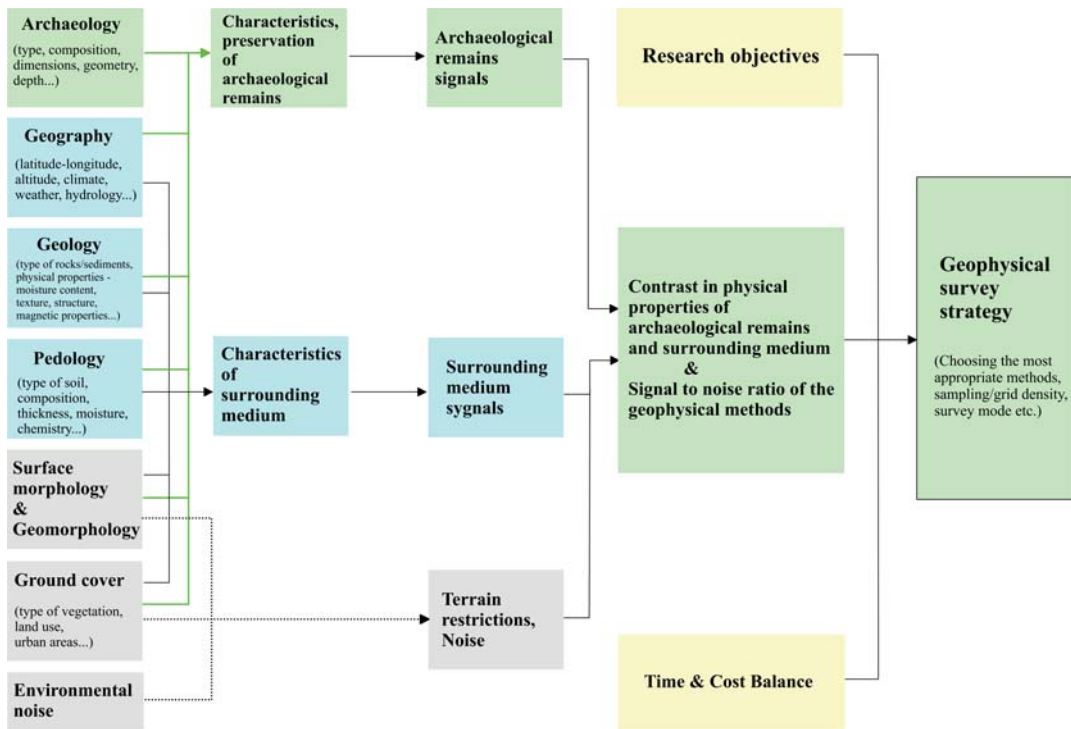 Archaeology
(type, composition,
dimensions, geometry,
depth...)
Geography
(latitude-longitude,
altitude, climate,
weather, hydrology...)
Geology
(type of rocks/sediments,
physical properties -
moisture content,
texture, structure,
magnetic properties...)
Pedology
(type of soil,
composition,
thickness, moisture,
chemistry...)
Surface
morphology
&
Geomorphology
Ground cover
(type of vegetation,
land use,
urban areas...)
Environmental
noise
Characteristics,
preservation
of
archaeological
remains
Characteristics
of
surrounding
medium
Archaeological
remains
signals
Surrounding
medium
sygnals
Terrain
restrictions,
Noise
Research objectives
Contrast in physical
properties of
archaeological remains
and surrounding medium
&
Signal to noise ratio of the
geophysical methods
Time & Cost Balance
Geophysical
survey
strategy
(Choosing the most
appropriate methods,
sampling/grid density,
survey mode etc.)